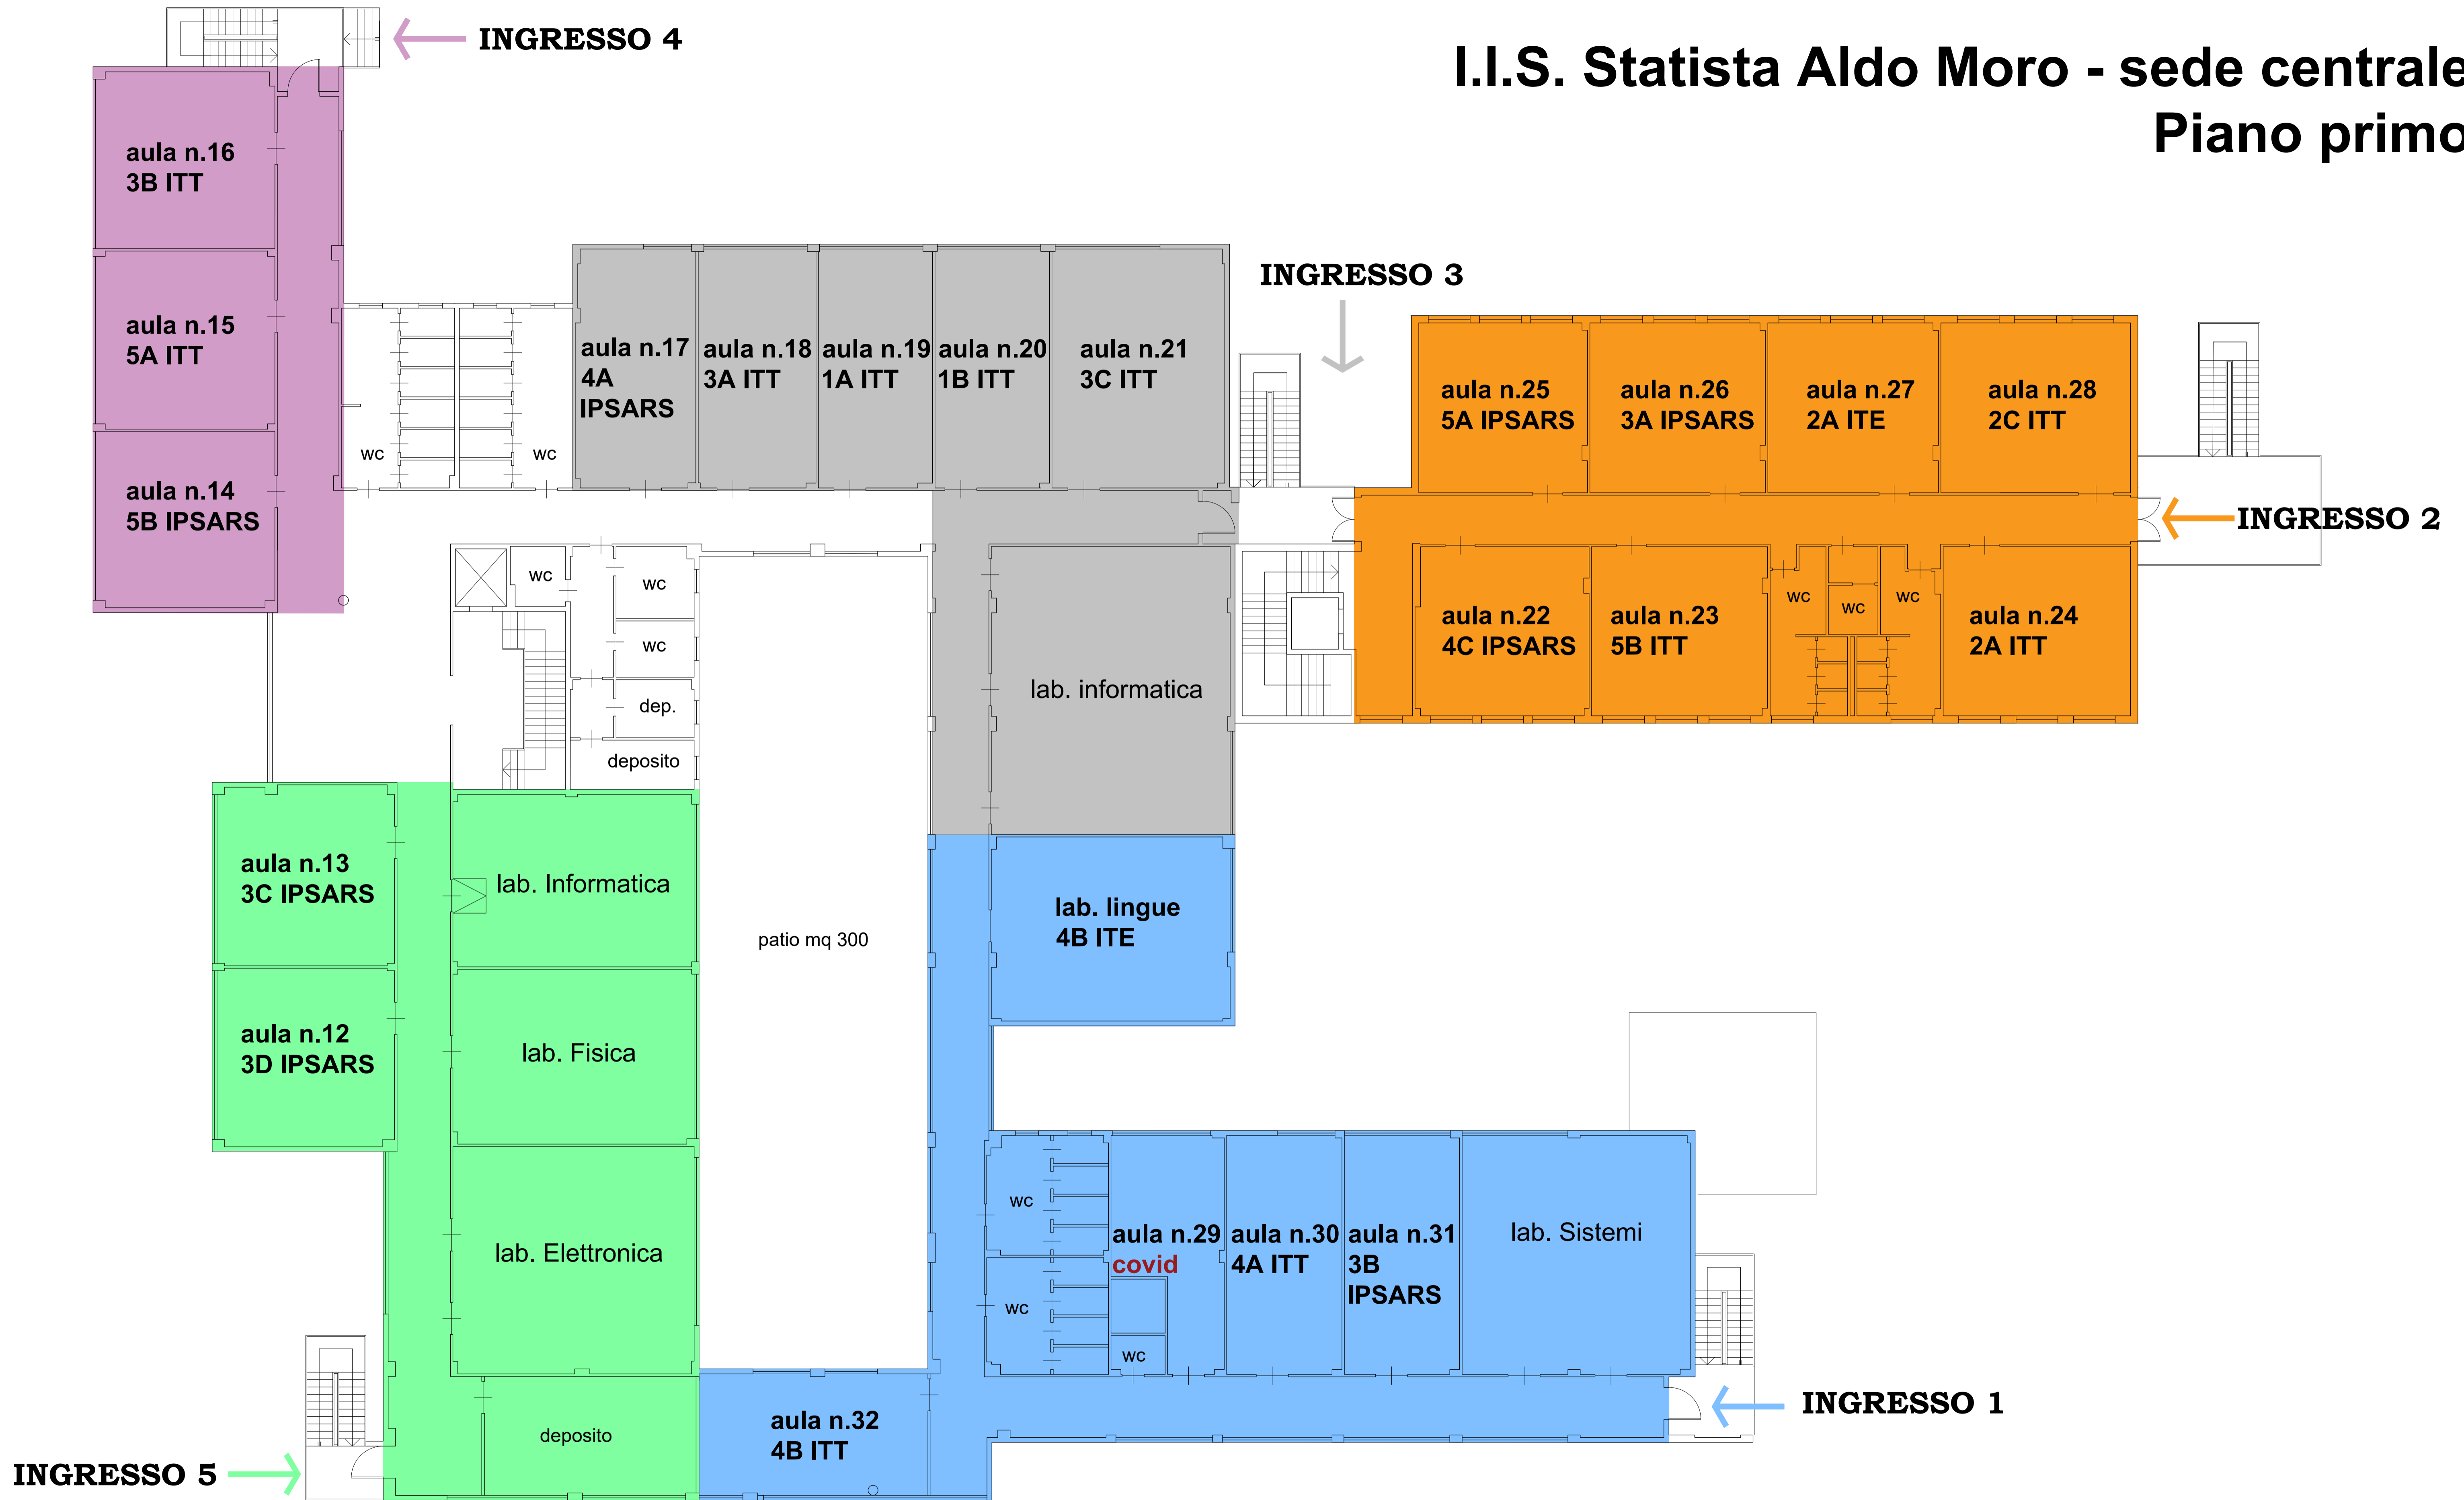 INGRESSO 4
I.I.S. Statista Aldo Moro - sede centrale
Piano primo
aula n.16
3B ITT
aula n.15
5A ITT
aula n.14
5B IPSARS
wc
wc
aula n.17
4A
IPSARS
aula n.18
3A ITT
aula n.19
1A ITT
aula n.20
1B ITT
aula n.21
3C ITT
INGRESSO 3
aula n.25
5A IPSARS
aula n.26
3A IPSARS
aula n.27
2A ITE
aula n.28
2C ITT
INGRESSO 2
wc
wc
wc
dep.
deposito
lab. informatica
aula n.22
4C IPSARS
aula n.23
5B ITT
wc
wc
wc
aula n.24
2A ITT
aula n.13
3C IPSARS
lab. Informatica
aula n.12
3D IPSARS
lab. Fisica
patio mq 300
lab. lingue
4B ITE
lab. Elettronica
wc
wc
wc
aula n.29
covid
aula n.30
4A ITT
aula n.31
3B
IPSARS
lab. Sistemi
INGRESSO 1
deposito
aula n.32
4B ITT
INGRESSO 5